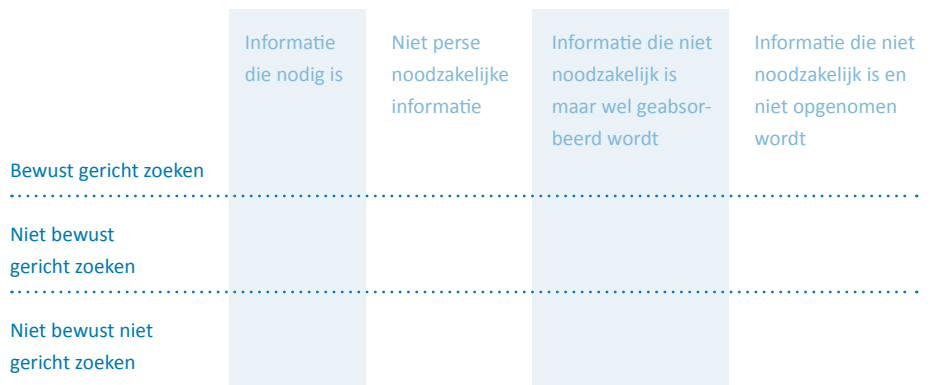 Informatie
die nodig is
Niet perse
noodzakelijke
informatie
Informatie die niet
noodzakelijk is
maar wel geabsor-
beerd wordt
Informatie die niet
noodzakelijk is en
niet opgenomen
wordt
Bewust gericht zoeken
Niet bewust
gericht zoeken
Niet bewust niet
gericht zoeken